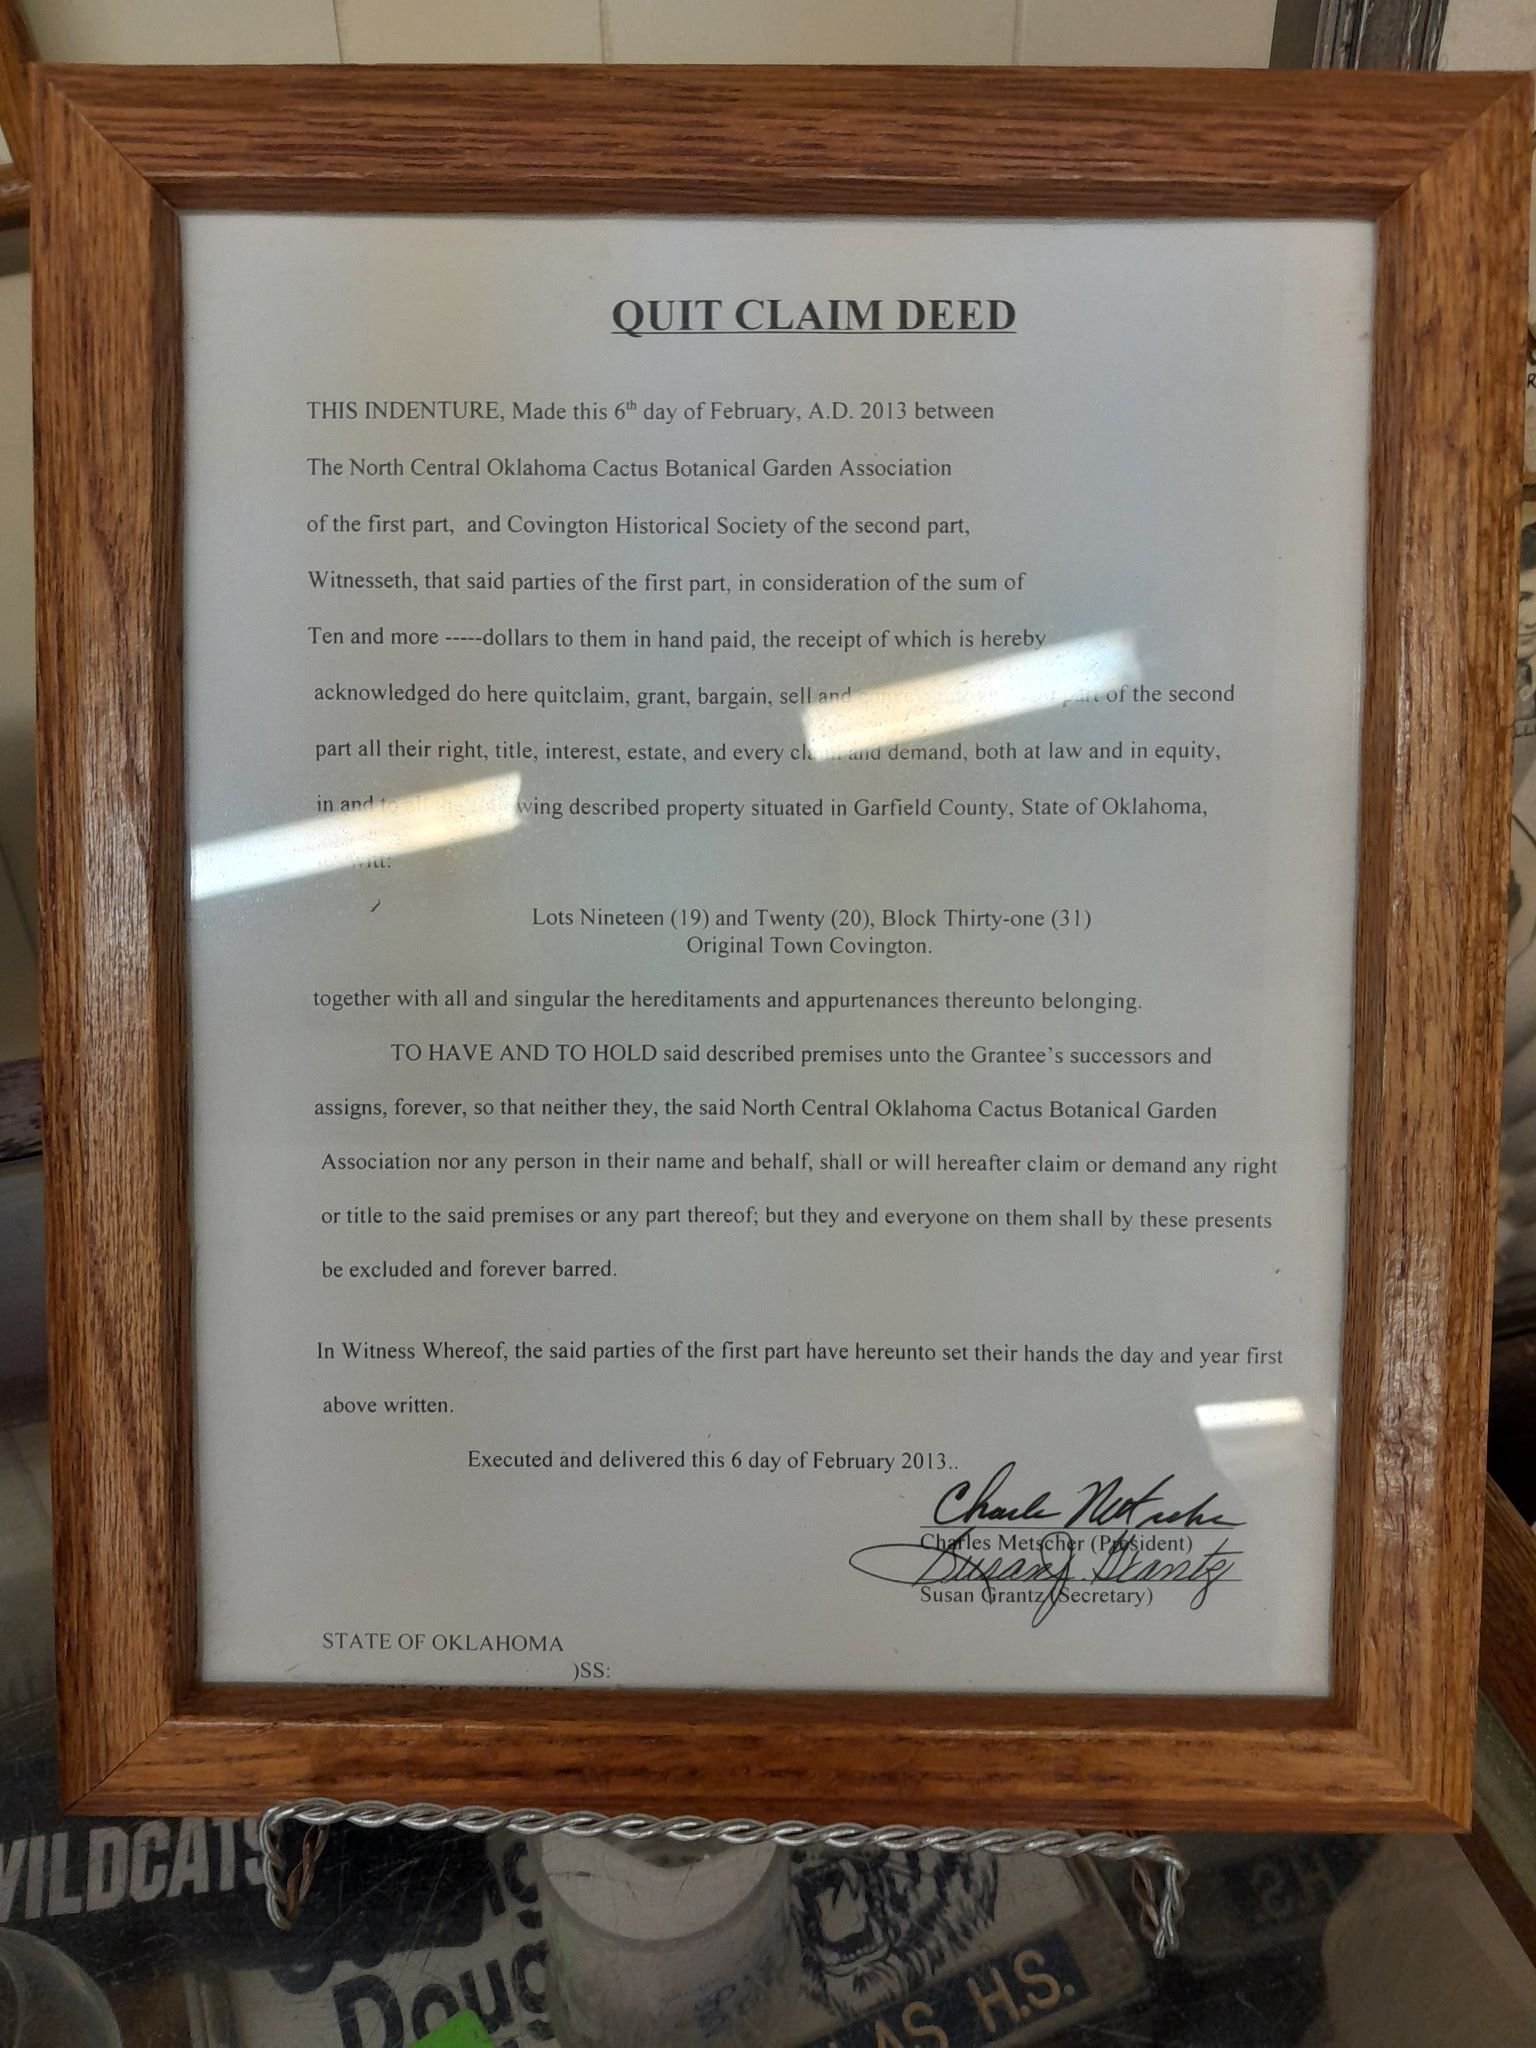 QUIT CLAIM DEED
THIS INDENTURE, Made this 6th day of February, A.D. 2013 between
The North Central Oklahoma Cactus Botanical Garden Association
of the first part, and Covington Historical Society of the second part,
Witnesseth, that said parties of the first part, in consideration of the sum of
Ten and more -----dollars to them in hand paid, the receipt of which is hereby
acknowledged do here quitclaim, grant, bargain, sell and part of the second
part all their right, title, interest, estate, and every claim and demand, both at law and in equity,
in and to all described property situated in Garfield County, State of Oklahoma,
Lots Nineteen (19) and Twenty (20), Block Thirty-one (31)
Original Town Covington.
together with all and singular the hereditaments and appurtenances thereunto belonging.
TO HAVE AND TO HOLD said described premises unto the Grantee's successors and
assigns, forever, so that neither they, the said North Central Oklahoma Cactus Botanical Garden
Association nor any person in their name and behalf, shall or will hereafter claim or demand any right
or title to the said premises or any part thereof; but they and everyone on them shall by these presents
be excluded and forever barred.
In Witness Whereof, the said parties of the first part have hereunto set their hands the day and year first
above written.
Executed and delivered this 6 day of February 2013..
Charles Metscher
Charles Metscher (President)
Susan J. Grantz
Susan Grantz (Secretary)
STATE OF OKLAHOMA
)SS:
WILDCATS
Doug
H.S.